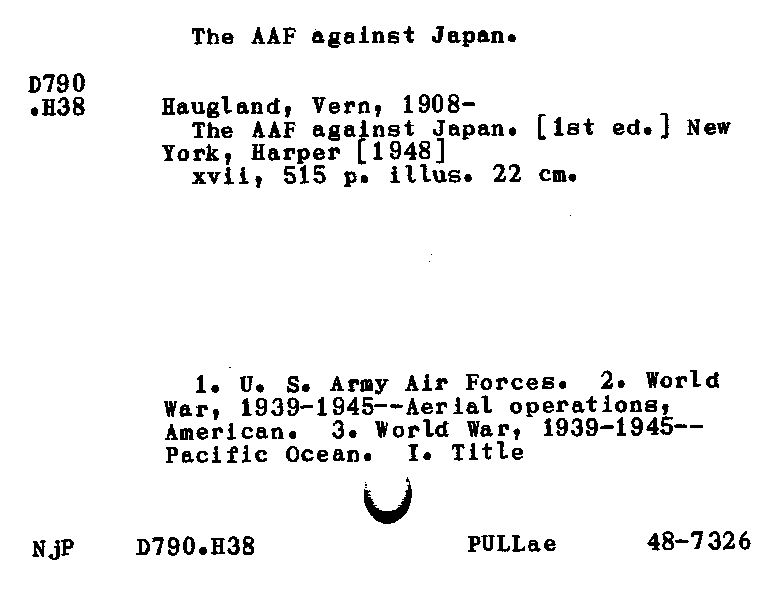 The AAF against Japan.
D790
.H38 Haugland, Vern, 1908-
The AAF against Japan. [1st ed.] New
York, Harper [1948]
xvii, 515 p. illus. 22 cm.
1. U. S. Army Air Forces. 2. World
War, 1939-1945--Aerial operations,
American. 3. World War, 1939-1945--
Pacific Ocean. I. Title
NjP D790.H38 PULLae 48-7326